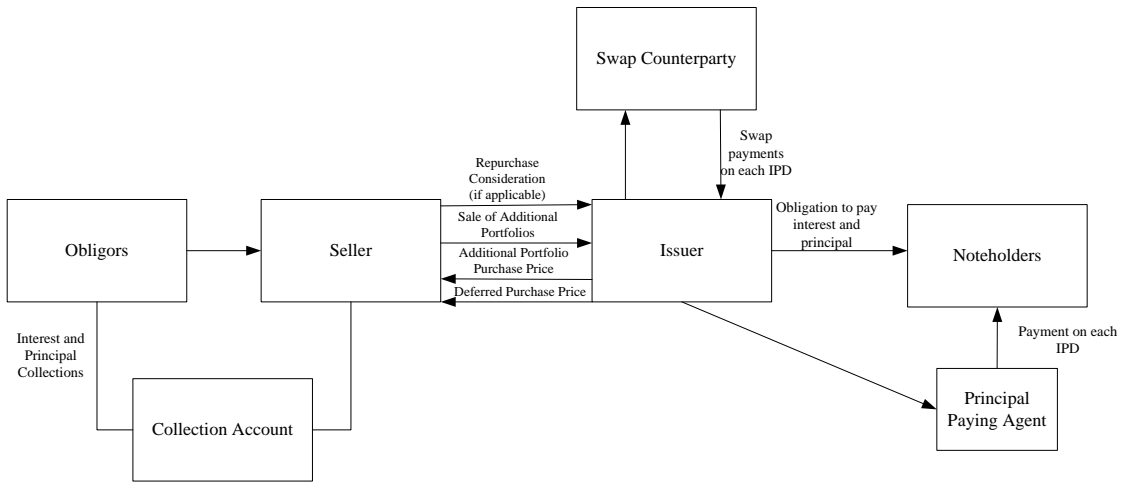 Swap Counterparty
Swap
payments
on each IPD
Repurchase
Consideration
(if applicable)
Sale of Additional
Portfolios
Additional Portfolio
Purchase Price
Deferred Purchase Price
Obligors
Seller
Issuer
Obligation to pay
interest and
principal
Noteholders
Interest and
Principal
Collections
Collection Account
Payment on each
IPD
Principal
Paying Agent